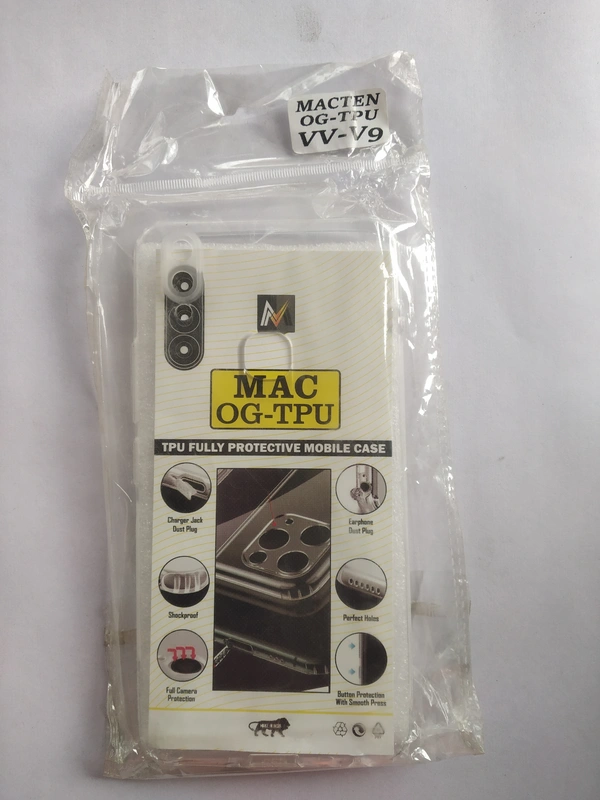 MACTEN
OG-TPU
VV-V9
MAC
OG-TPU
TPU FULLY PROTECTIVE MOBILE CASE
Charger Jack
Dust Plug
Earphone
Dust Plug
Shockproof
Perfect Holes
Full Camera
Protection
Button Protection
With Smooth Press